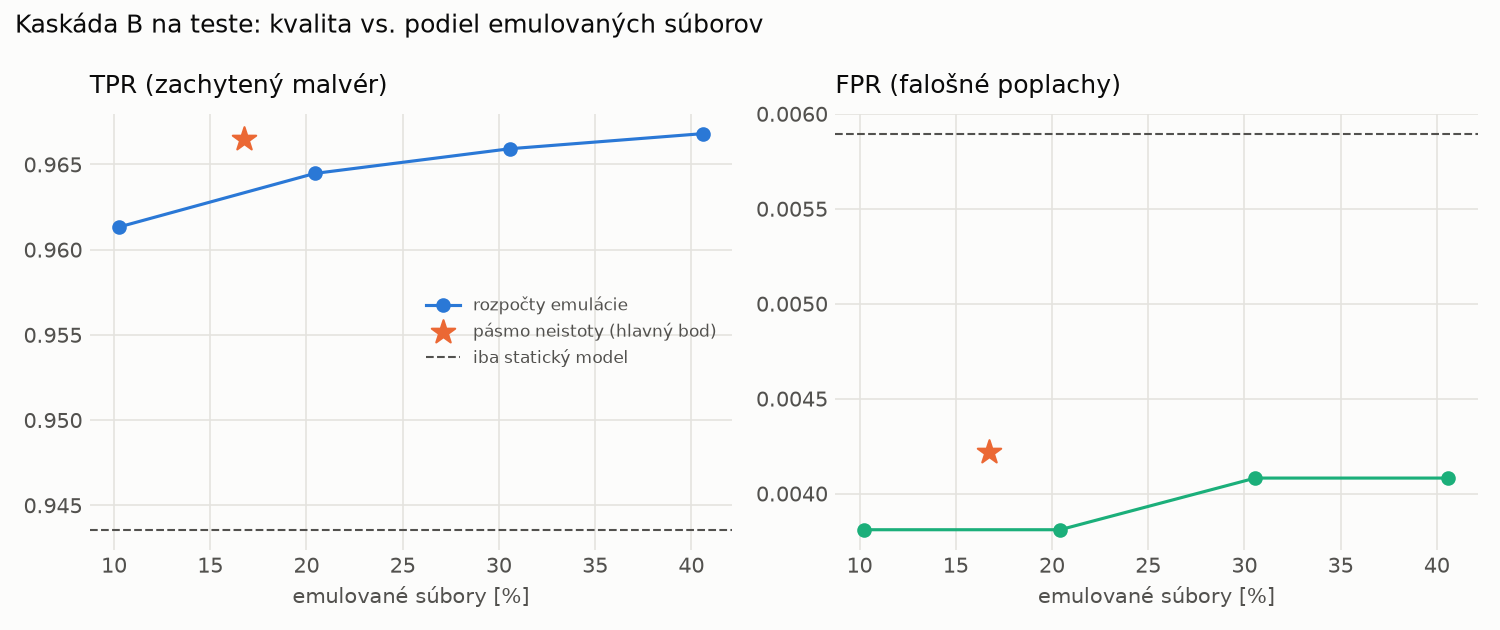 Kaskáda B na teste: kvalita vs. podiel emulovaných súborov
TPR (zachytený malvér)
0.965
0.960
0.955
0.950
0.945
rozpočty emulácie
pásmo neistoty (hlavný bod)
iba statický model
10 15 20 25 30 35 40
emulované súbory [%]
FPR (falošné poplachy)
0.0060
0.0055
0.0050
0.0045
0.0040
10 15 20 25 30 35 40
emulované súbory [%]